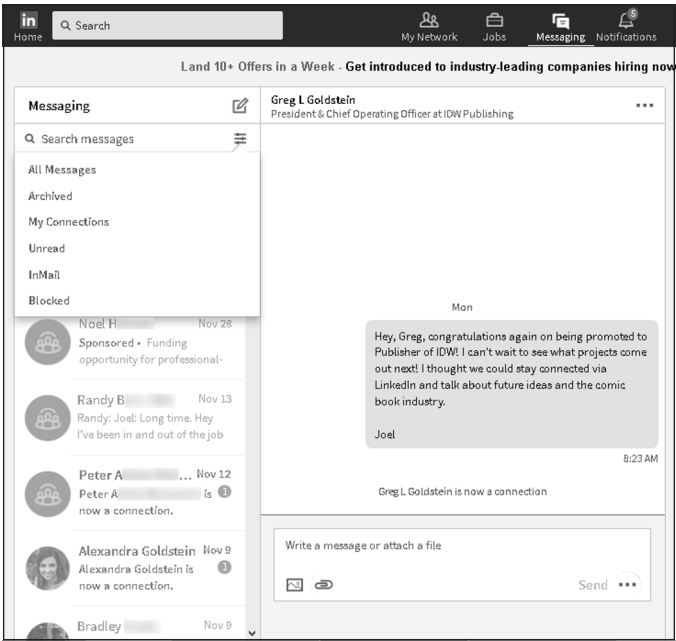 in
Home
Search
My Network
Jobs
Messaging
5
Notifications
Land 10+ Offers in a Week - Get introduced to industry-leading companies hiring now
Messaging
Search messages
All Messages
Archived
My Connections
Unread
InMail
Blocked
Noel H
Nov 28
Sponsored • Funding
opportunity for professional-
Randy B
Nov 13
Randy: Joel: Long time. Hey
I've been in and out of the job
Peter A ... Nov 12
Peter A is 1
now a connection.
Alexandra Goldstein Nov 9
Alexandra Goldstein is 1
now a connection.
Bradley
Nov 9
Greg L Goldstein
President & Chief Operating Officer at IDW Publishing
Mon
Hey, Greg, congratulations again on being promoted to
Publisher of IDW! I can't wait to see what projects come
out next! I thought we could stay connected via
LinkedIn and talk about future ideas and the comic
book industry.
Joel
8:23 AM
Greg L Goldstein is now a connection
Write a message or attach a file
Send